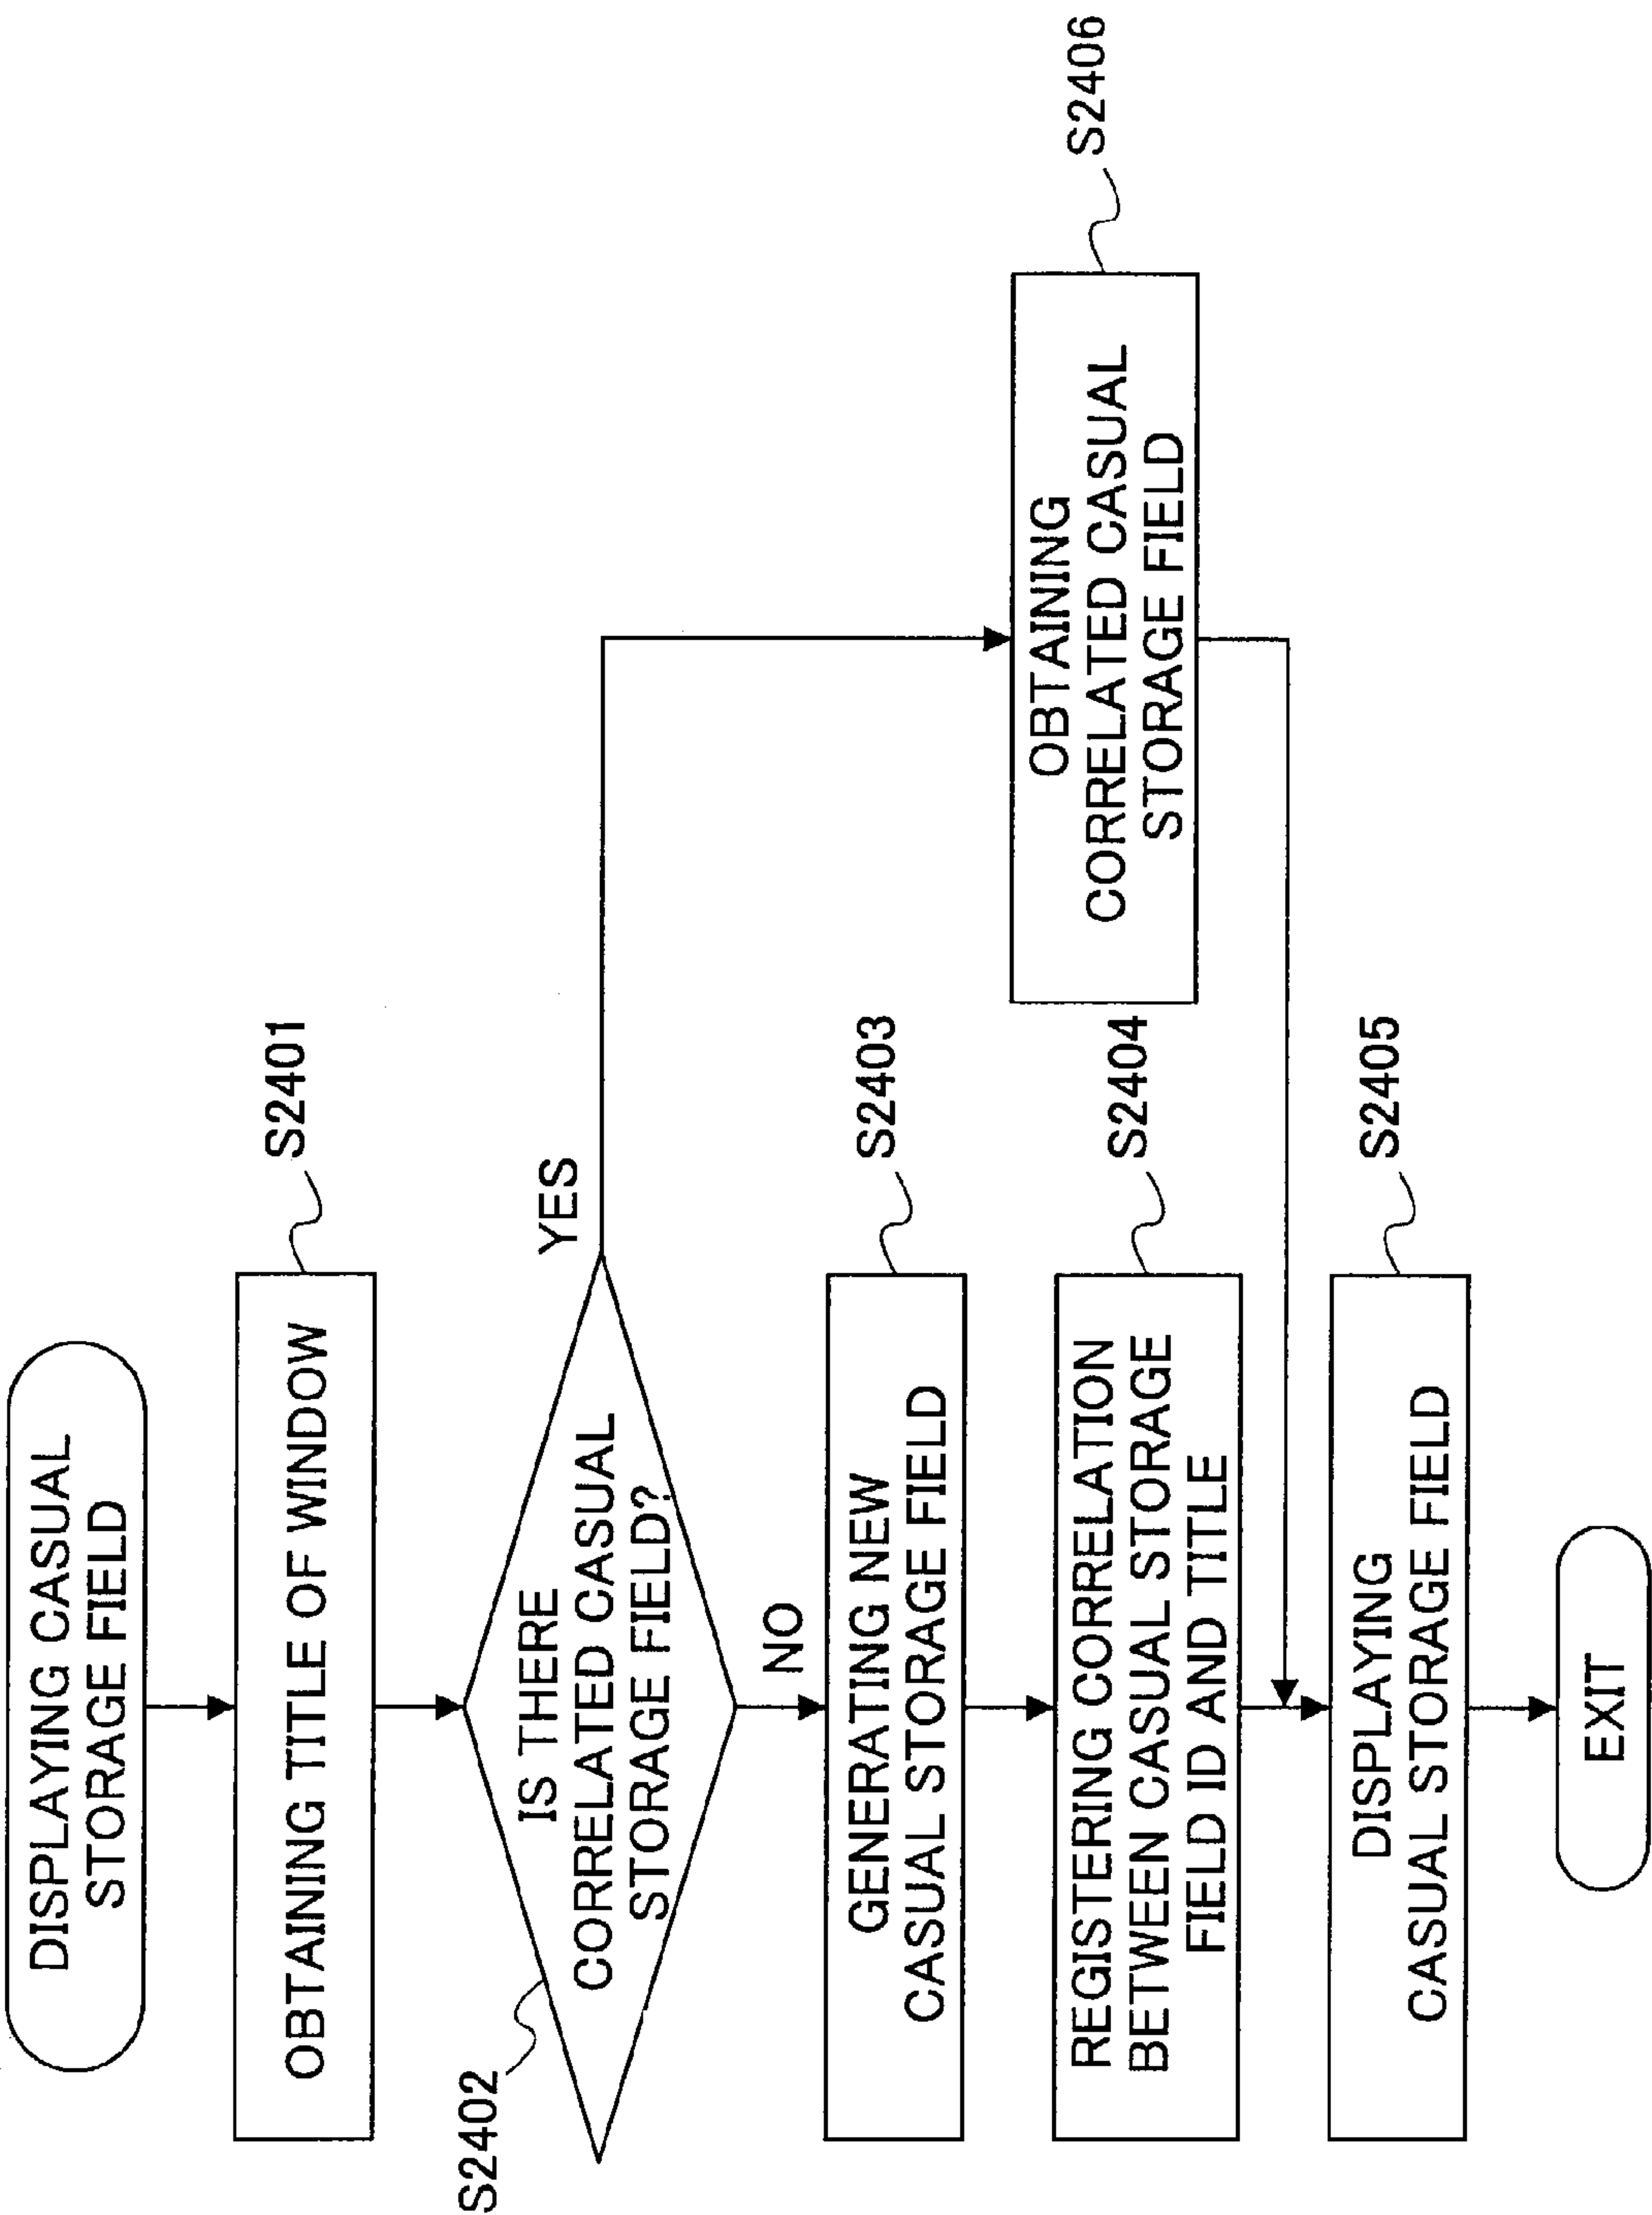 DISPLAYING CASUAL
STORAGE FIELD
OBTAINING TITLE OF WINDOW
S2401
S2402
IS THERE
CORRELATED CASUAL
STORAGE FIELD?
YES
NO
GENERATING NEW
CASUAL STORAGE FIELD
S2403
REGISTERING CORRELATION
BETWEEN CASUAL STORAGE
FIELD ID AND TITLE
S2404
OBTAINING
CORRELATED CASUAL
STORAGE FIELD
S2406
DISPLAYING
CASUAL STORAGE FIELD
S2405
EXIT